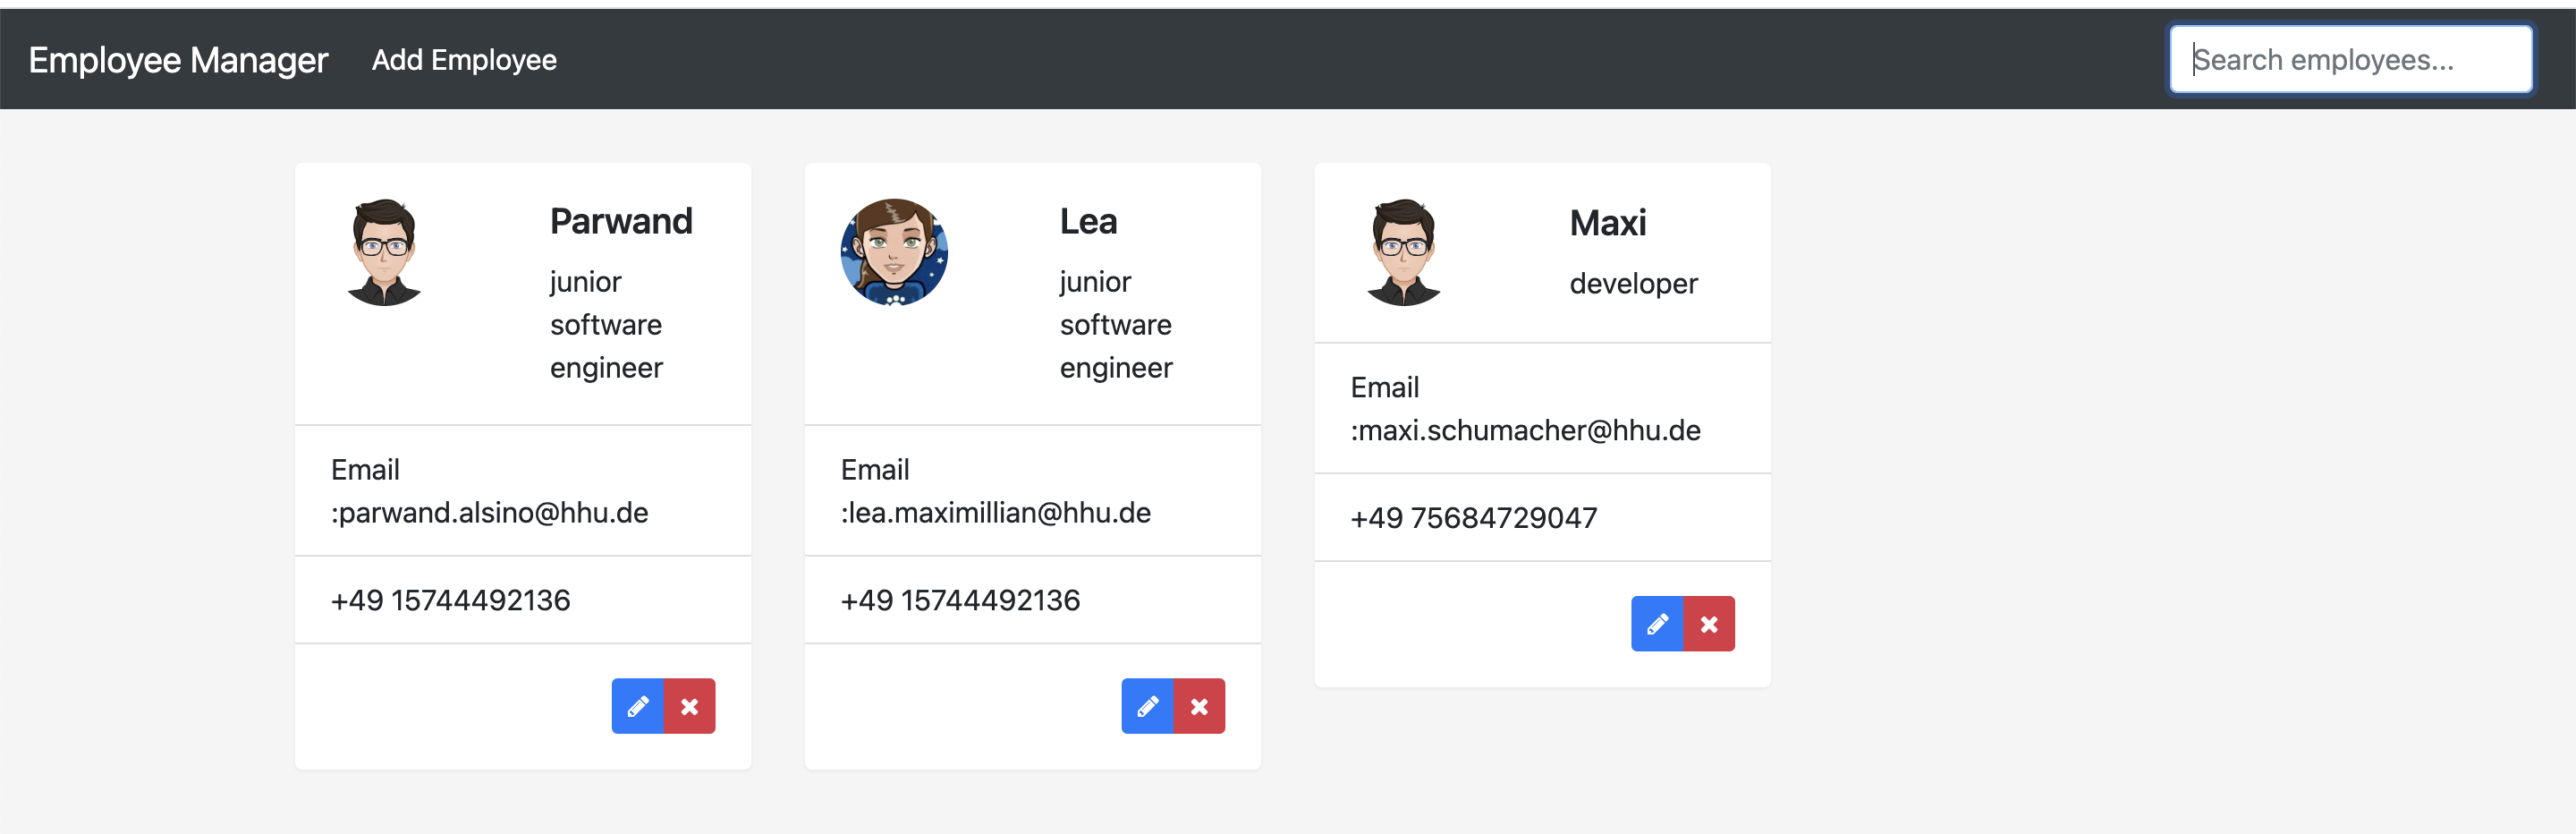 Employee Manager
Add Employee
Search employees...
Parwand
junior
software
engineer
Email
:parwand.alsino@hhu.de
+49 15744492136
Lea
junior
software
engineer
Email
:lea.maximillian@hhu.de
+49 15744492136
Maxi
developer
Email
:maxi.schumacher@hhu.de
+49 75684729047